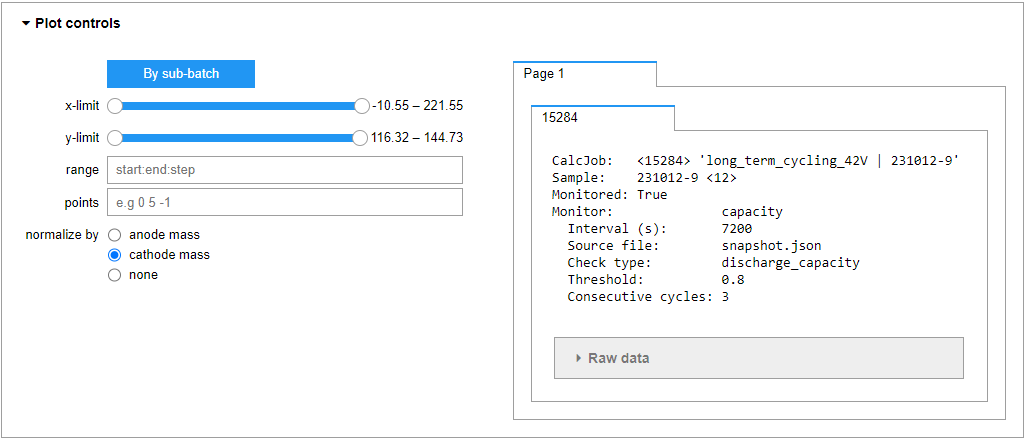 Plot controls
By sub-batch
x-limit -10.55 – 221.55
y-limit 116.32 – 144.73
range start:end:step
points e.g 0 5 -1
normalize by anode mass
cathode mass
none
Page 1
15284
CalcJob: <15284> 'long_term_cycling_42V | 231012-9'
Sample: 231012-9 <12>
Monitored: True
Monitor: capacity
Interval (s): 7200
Source file: snapshot.json
Check type: discharge_capacity
Threshold: 0.8
Consecutive cycles: 3
Raw data